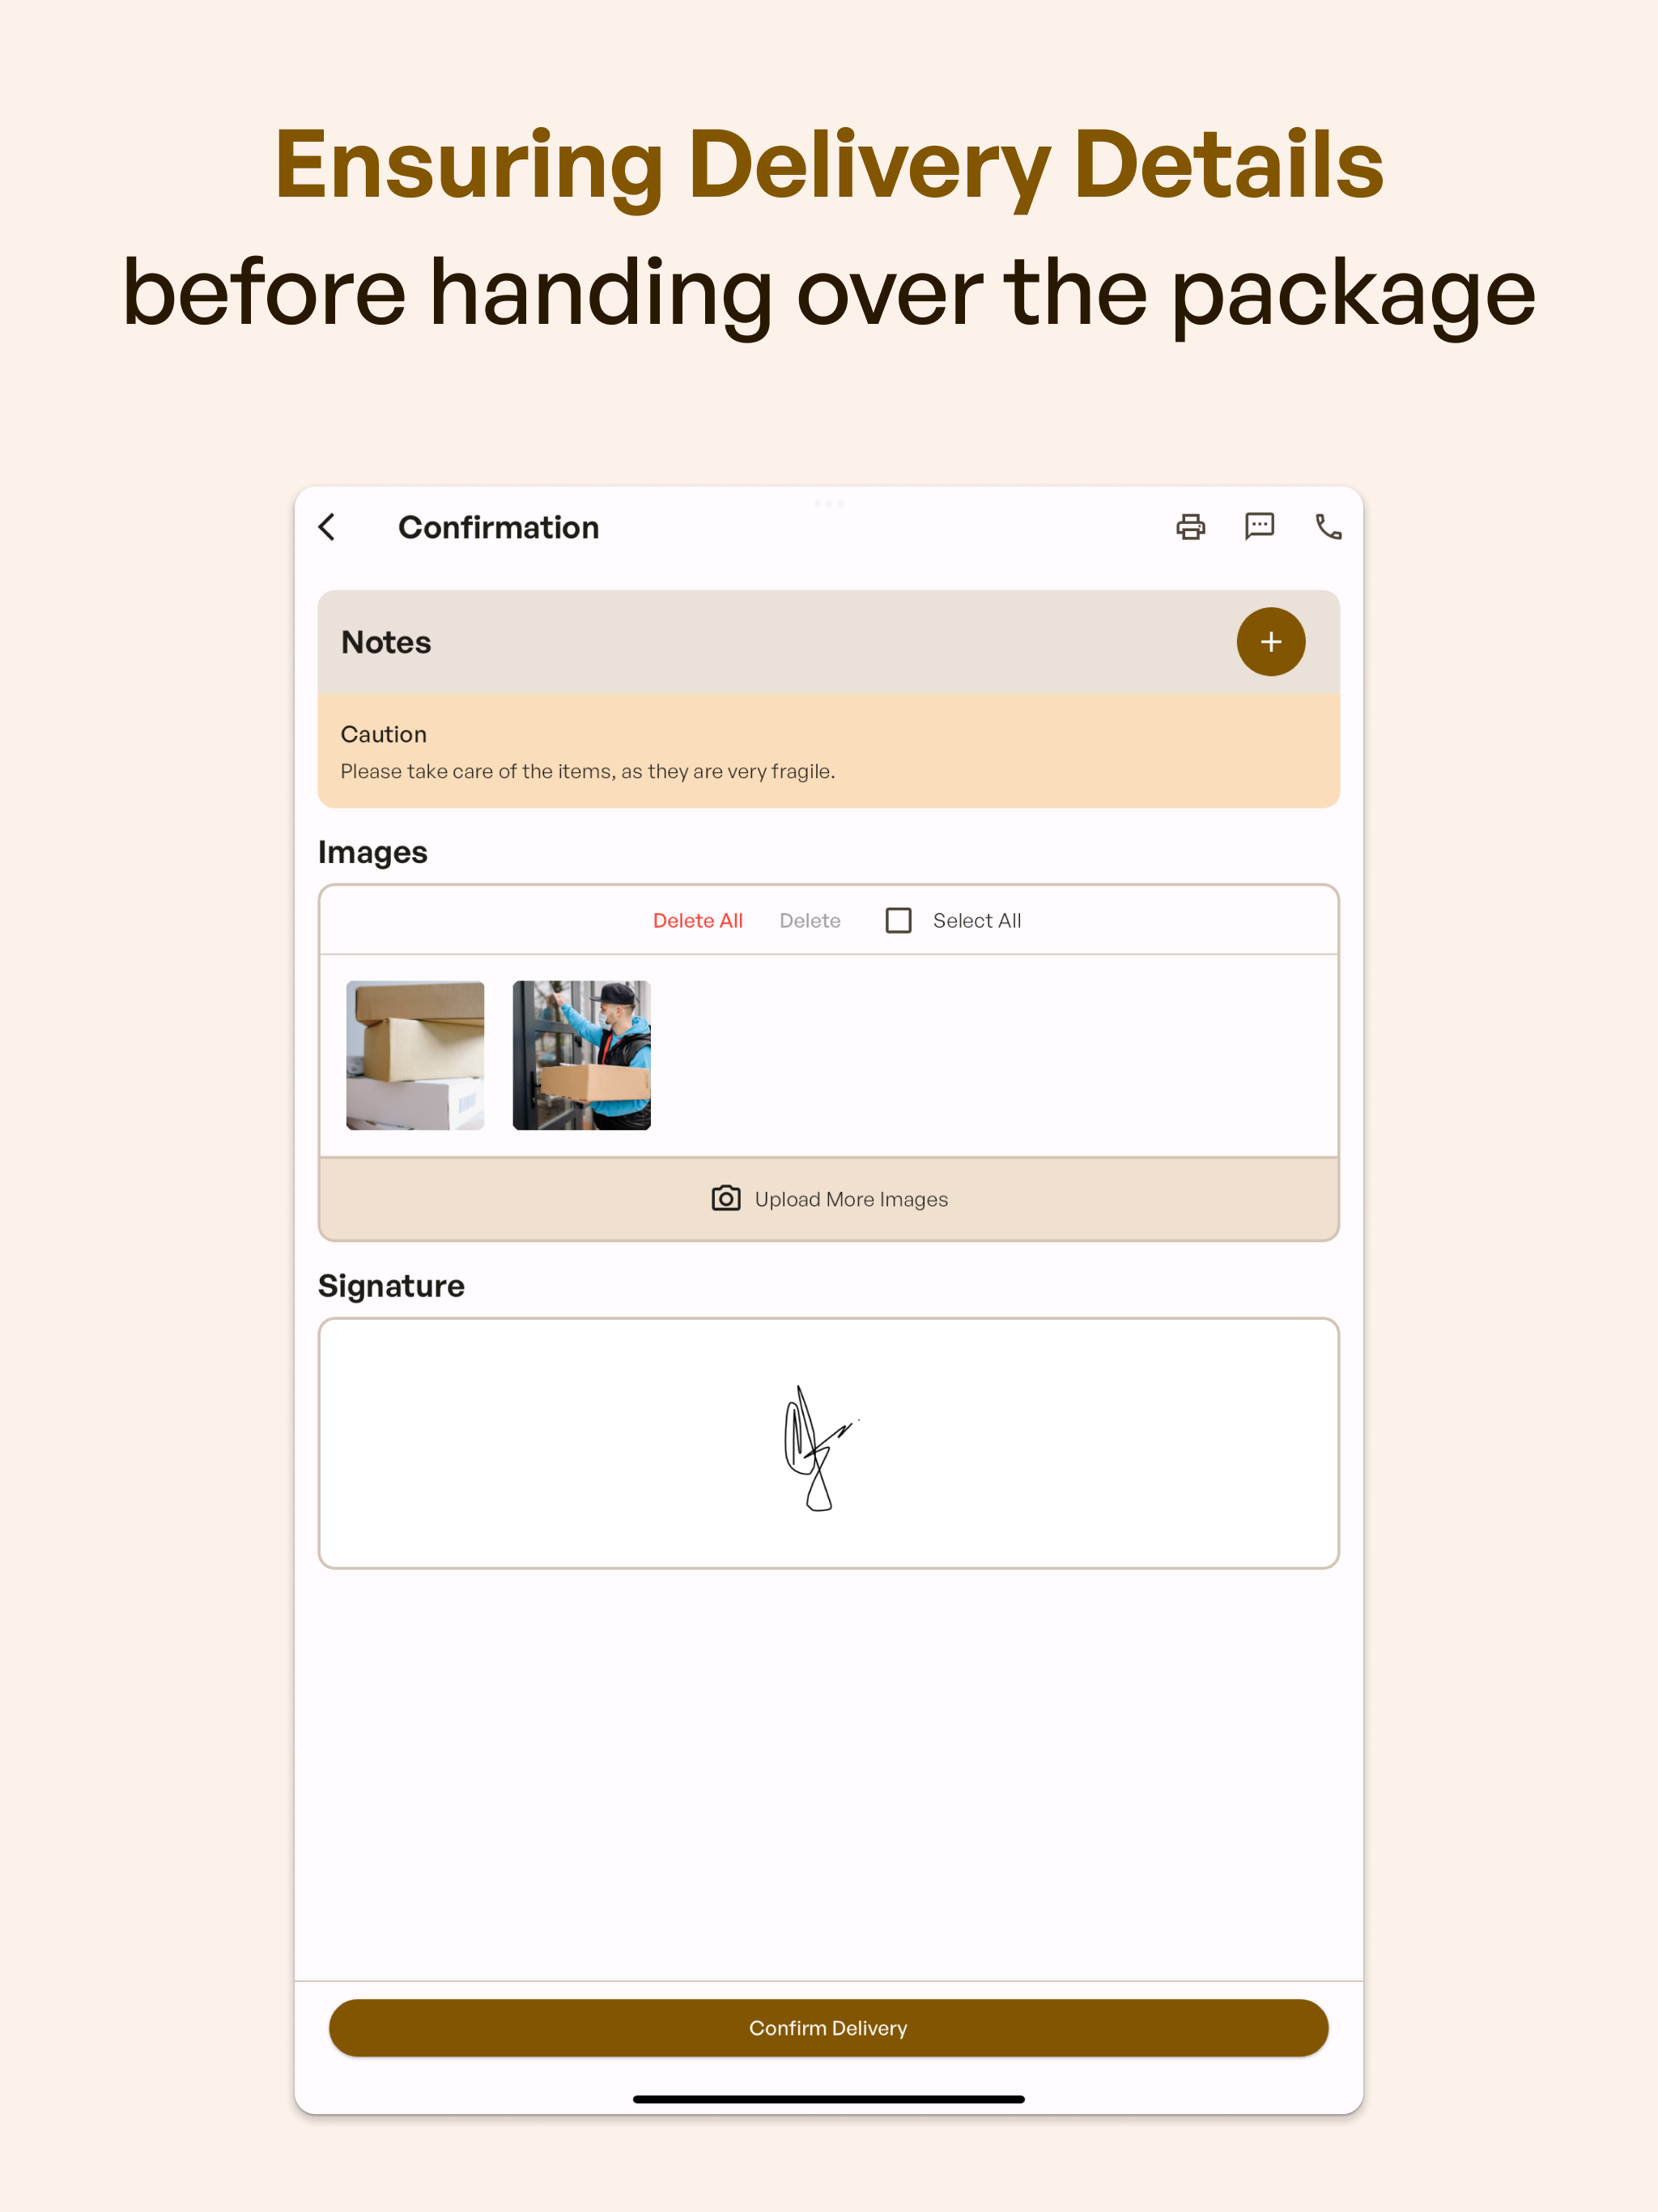 Ensuring Delivery Details
before handing over the package
Confirmation
Notes
Caution
Please take care of the items, as they are very fragile.
Images
Delete All Delete Select All
Upload More Images
Signature
Confirm Delivery